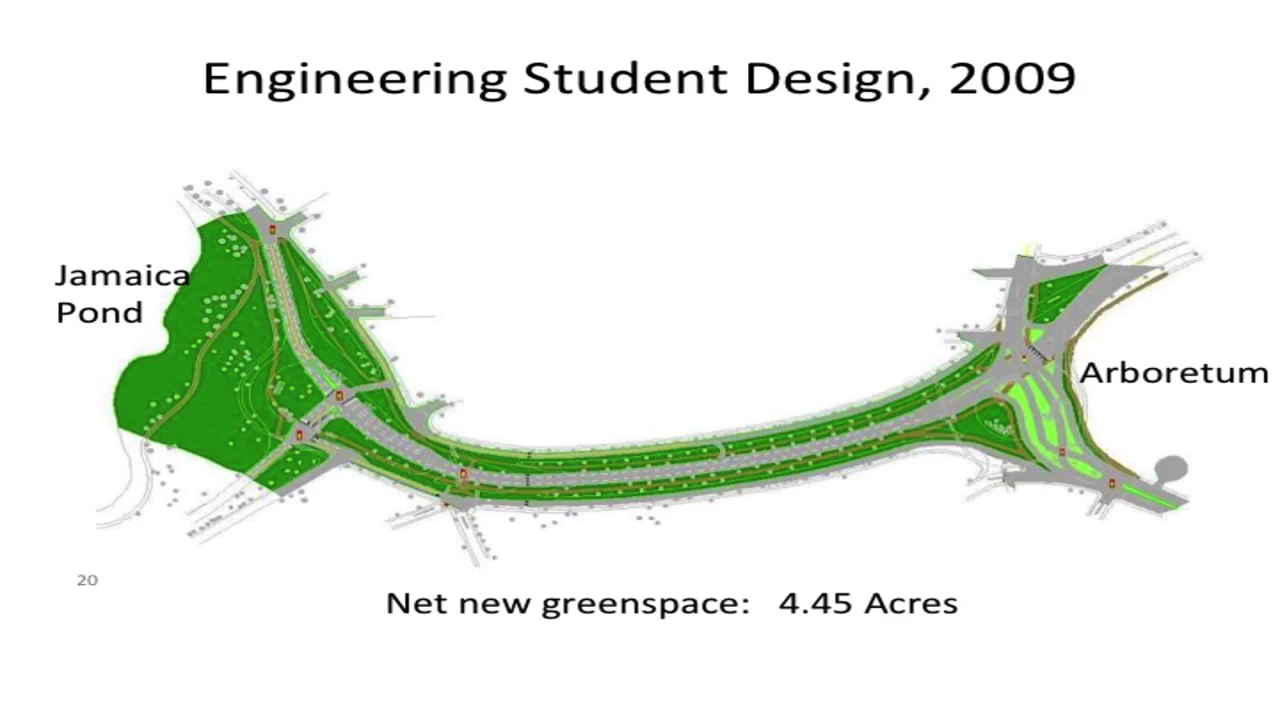 Engineering Student Design, 2009
Jamaica
Pond
Arboretum
20
Net new greenspace: 4.45 Acres